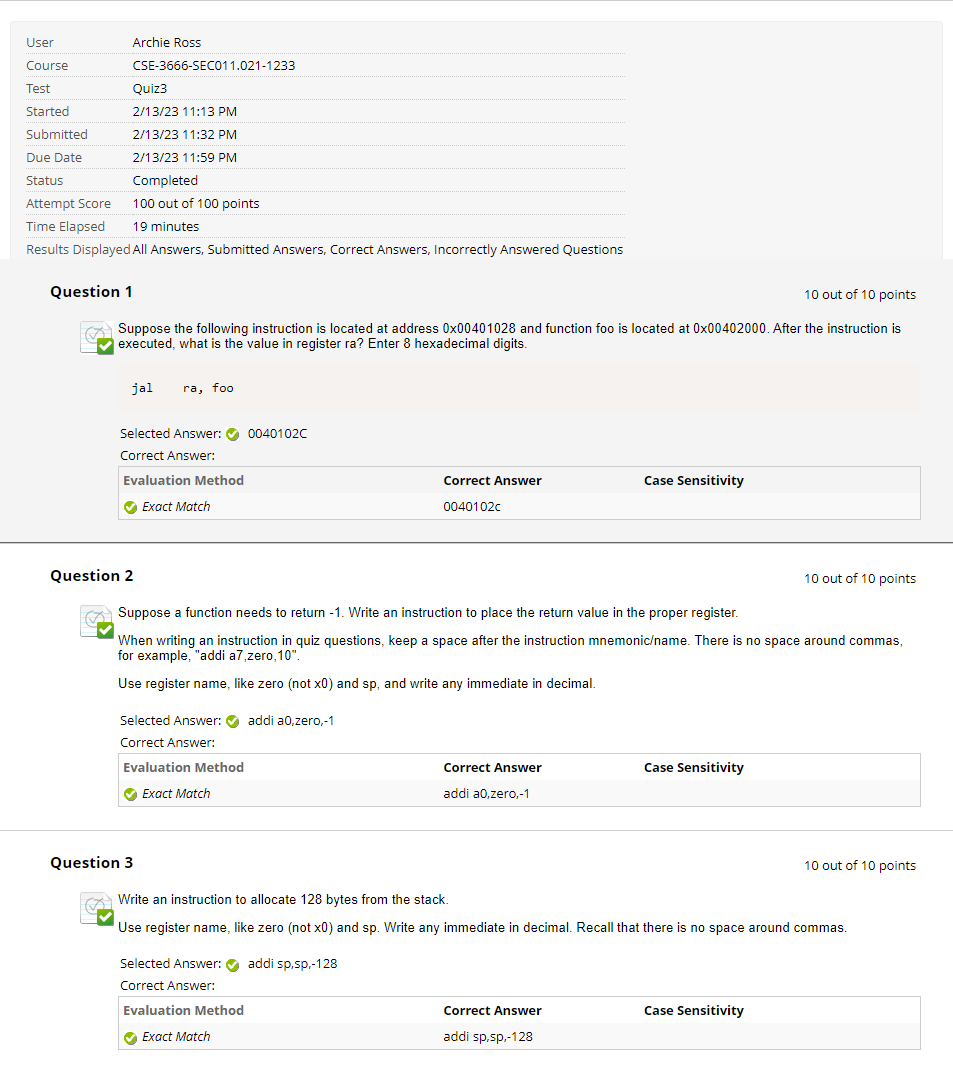 User Archie Ross
Course CSE-3666-SEC011.021-1233
Test Quiz3
Started 2/13/23 11:13 PM
Submitted 2/13/23 11:32 PM
Due Date 2/13/23 11:59 PM
Status Completed
Attempt Score 100 out of 100 points
Time Elapsed 19 minutes
Results Displayed All Answers, Submitted Answers, Correct Answers, Incorrectly Answered Questions
Question 1 10 out of 10 points
Suppose the following instruction is located at address 0x00401028 and function foo is located at 0x00402000. After the instruction is
executed, what is the value in register ra? Enter 8 hexadecimal digits.
jal ra, foo
Selected Answer: 0040102C
Correct Answer:
Evaluation Method Correct Answer Case Sensitivity
Exact Match 0040102c
Question 2 10 out of 10 points
Suppose a function needs to return -1. Write an instruction to place the return value in the proper register.
When writing an instruction in quiz questions, keep a space after the instruction mnemonic/name. There is no space around commas,
for example, "addi a7,zero,10".
Use register name, like zero (not x0) and sp, and write any immediate in decimal.
Selected Answer: addi a0,zero,-1
Correct Answer:
Evaluation Method Correct Answer Case Sensitivity
Exact Match addi a0,zero,-1
Question 3 10 out of 10 points
Write an instruction to allocate 128 bytes from the stack.
Use register name, like zero (not x0) and sp. Write any immediate in decimal. Recall that there is no space around commas.
Selected Answer: addi sp,sp,-128
Correct Answer:
Evaluation Method Correct Answer Case Sensitivity
Exact Match addi sp,sp,-128